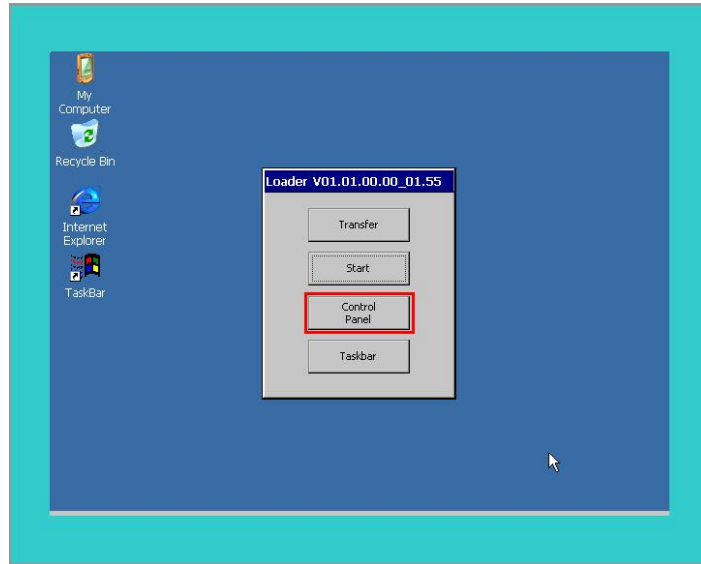 My
Computer
Recycle Bin
Internet
Explorer
TaskBar
Loader V01.01.00.00_01.55
Transfer
Start
Control
Panel
Taskbar